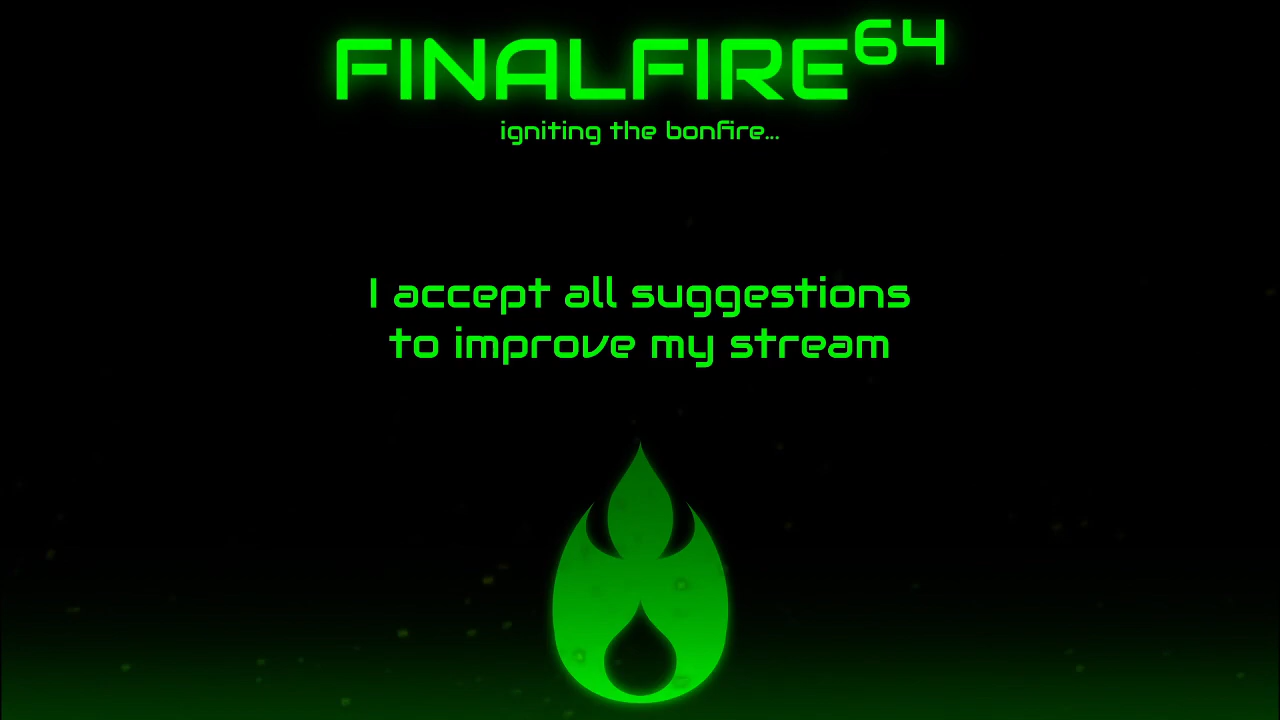 FINALFIRE64
igniting the bonfire...
I accept all suggestions
to improve my stream